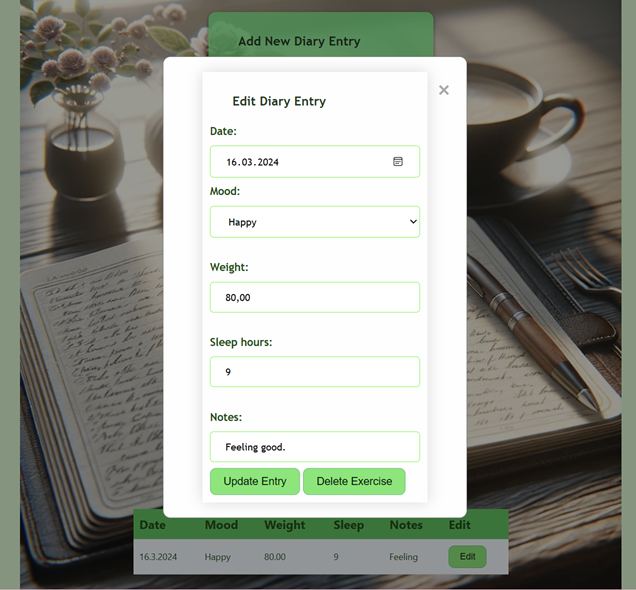 Add New Diary Entry
×
Edit Diary Entry
Date:
16.03.2024
Mood:
Happy
Weight:
80,00
Sleep hours:
9
Notes:
Feeling good.
Update Entry Delete Exercise
Date Mood Weight Sleep Notes Edit
16.3.2024 Happy 80.00 9 Feeling Edit